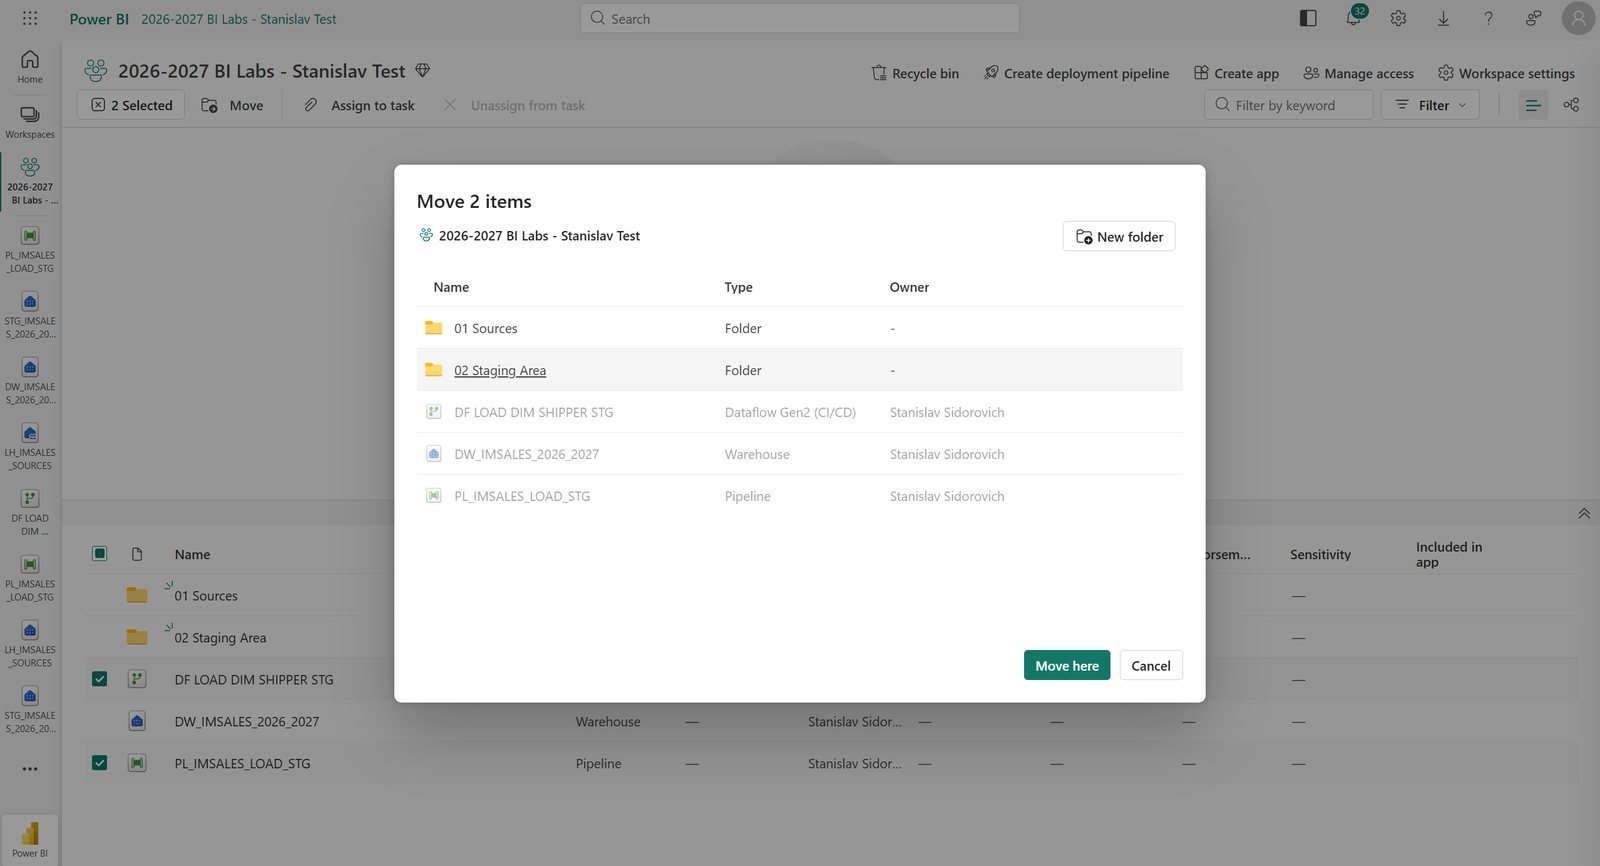 Power BI 2026-2027 BI Labs - Stanislav Test
Search
32
Home
Workspaces
2026-2027
BI Labs - ...
PL_IMSALES
_LOAD_STG
STG_IMSALE
S_2026_20...
DW_IMSALE
S_2026_20...
LH_IMSALES
_SOURCES
DF LOAD
DIM ...
PL_IMSALES
_LOAD_STG
LH_IMSALES
_SOURCES
STG_IMSALE
S_2026_20...
...
Power BI
2026-2027 BI Labs - Stanislav Test
Recycle bin Create deployment pipeline Create app Manage access Workspace settings
2 Selected Move Assign to task Unassign from task
Filter by keyword Filter
Move 2 items
2026-2027 BI Labs - Stanislav Test
New folder
Name Type Owner
01 Sources Folder -
02 Staging Area Folder -
DF LOAD DIM SHIPPER STG Dataflow Gen2 (CI/CD) Stanislav Sidorovich
DW_IMSALES_2026_2027 Warehouse Stanislav Sidorovich
PL_IMSALES_LOAD_STG Pipeline Stanislav Sidorovich
Move here Cancel
Name orsem... Sensitivity Included in
app
01 Sources —
02 Staging Area —
DF LOAD DIM SHIPPER STG —
DW_IMSALES_2026_2027 Warehouse — Stanislav Sidor... — — — —
PL_IMSALES_LOAD_STG Pipeline — Stanislav Sidor... — — — —